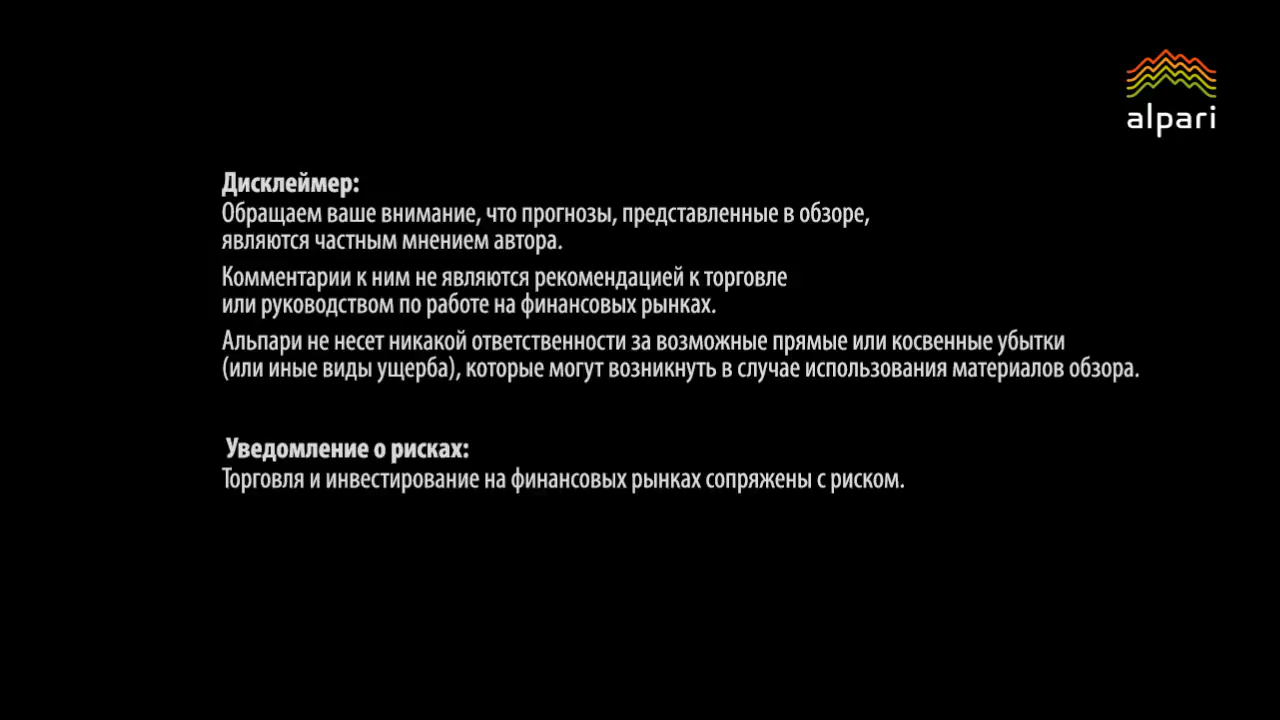 alpari
Дисклеймер:
Обращаем ваше внимание, что прогнозы, представленные в обзоре,
являются частным мнением автора.
Комментарии к ним не являются рекомендацией к торговле
или руководством по работе на финансовых рынках.
Альпари не несет никакой ответственности за возможные прямые или косвенные убытки
(или иные виды ущерба), которые могут возникнуть в случае использования материалов обзора.
Уведомление о рисках:
Торговля и инвестирование на финансовых рынках сопряжены с риском.